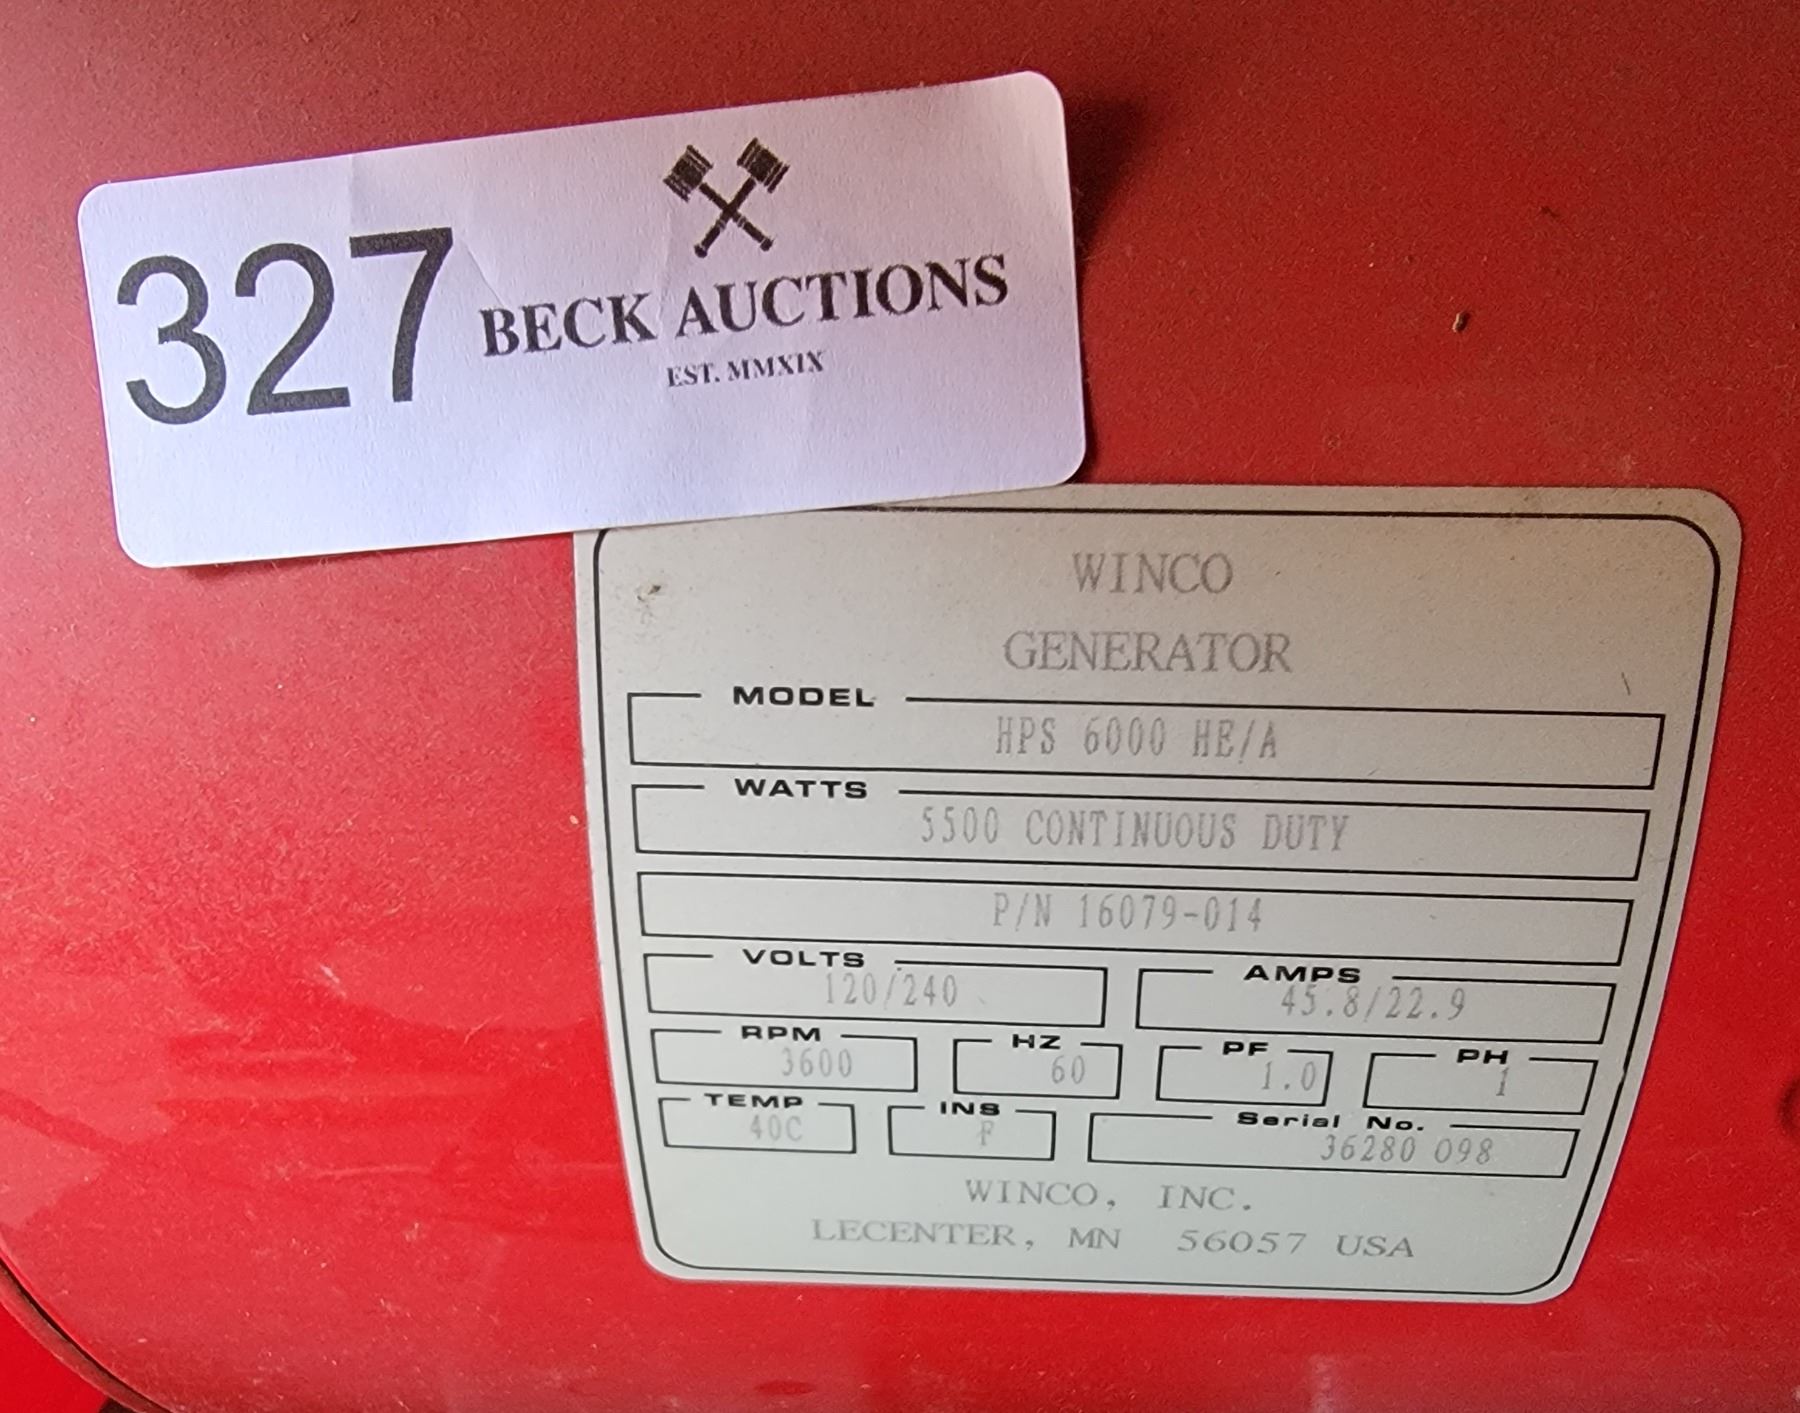 327
BECK AUCTIONS
EST. MMXIX
WINCO
GENERATOR
MODEL
HPS 6000 HE/A
WATTS
5500 CONTINUOUS DUTY
P/N 16079-014
VOLTS AMPS
120/240 45.8/22.9
RPM HZ PF PH
3600 60 1.0 1
TEMP INS Serial No.
40C F 36280 098
WINCO, INC.
LECENTER, MN 56057 USA